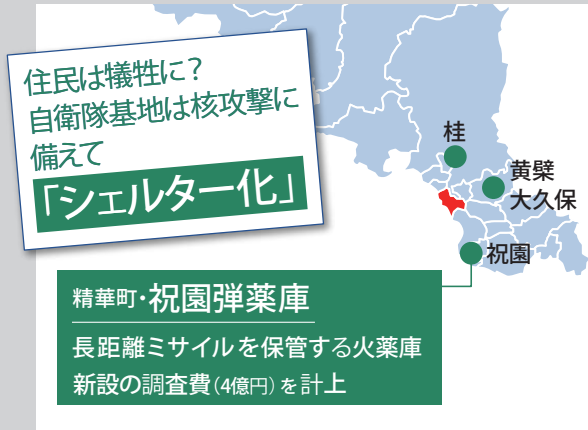 住民は犠牲に？
自衛隊基地は核攻撃に
備えて
「シェルター化」
桂
黄檗
大久保
祝園
精華町・祝園弾薬庫
長距離ミサイルを保管する火薬庫
新設の調査費（4億円）を計上